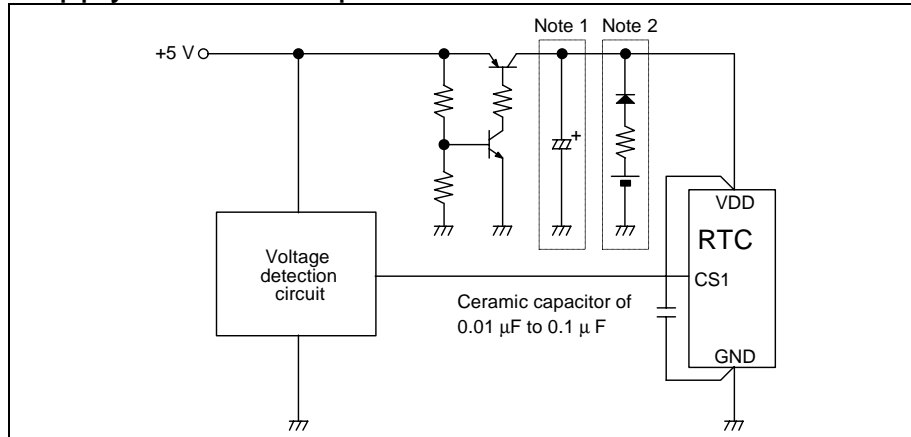 Note 1
Note 2
+5 V
VDD
RTC
CS1
Voltage
detection
circuit
Ceramic capacitor of
0.01 μF to 0.1 μ F
+
GND